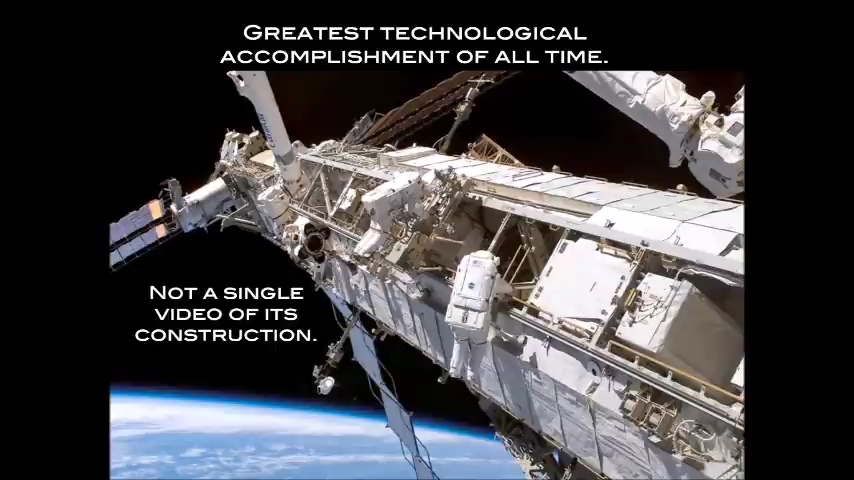 Greatest technological
accomplishment of all time.
Not a single
video of its
construction.